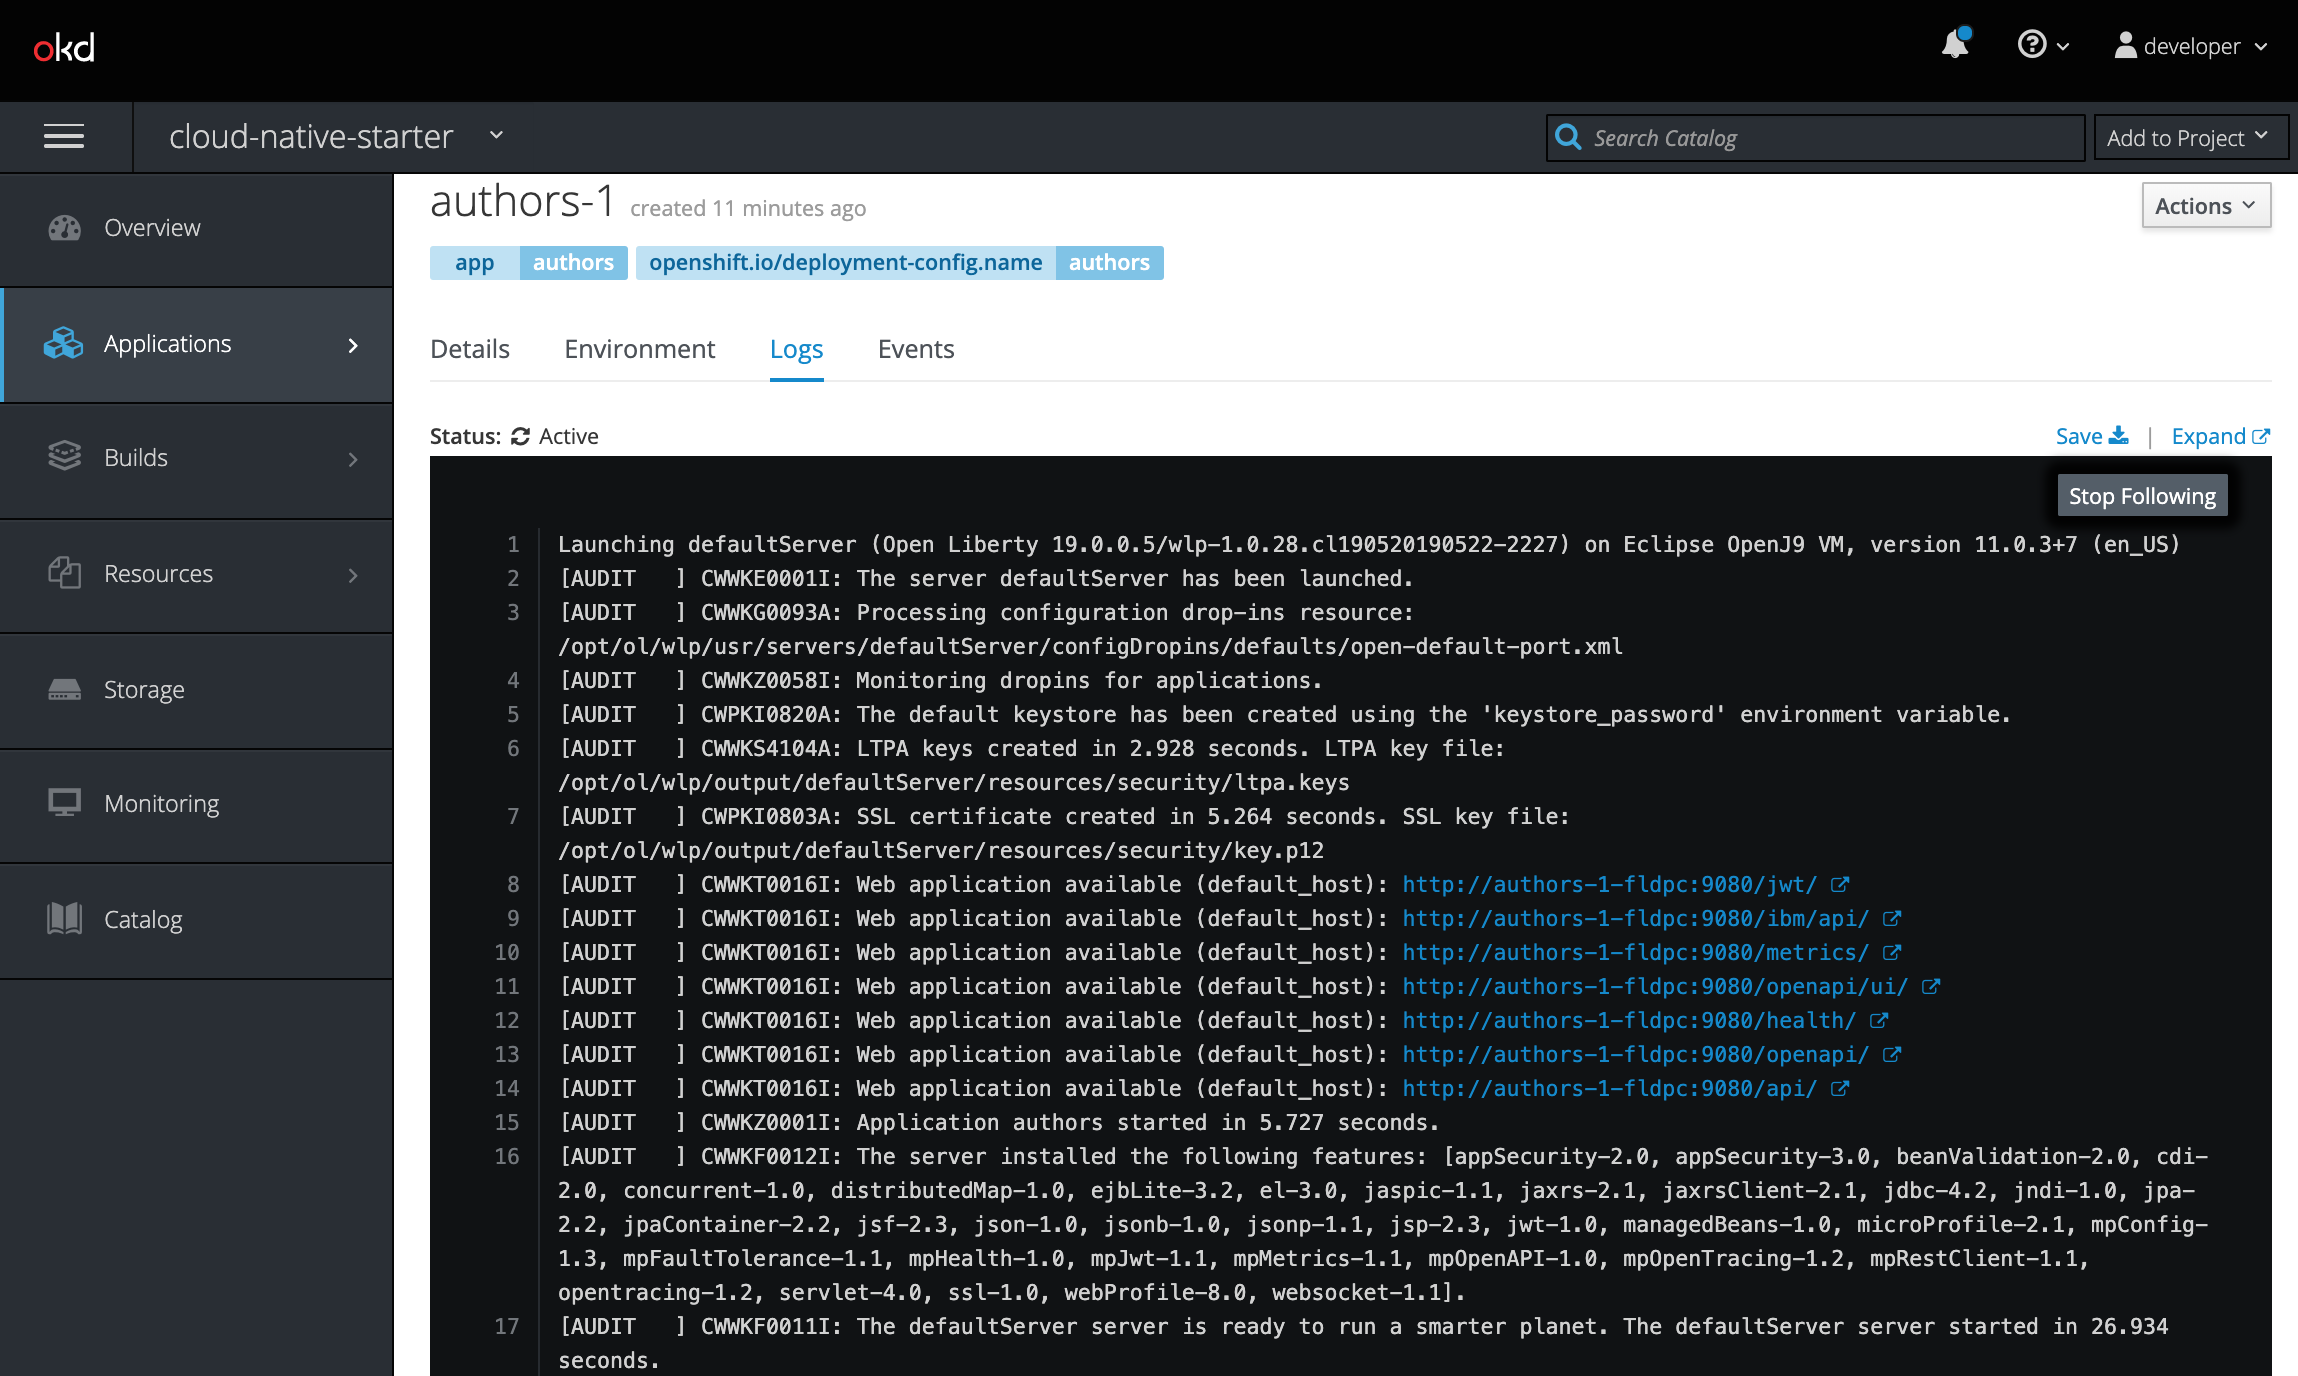 okd
developer
cloud-native-starter
Search Catalog
Add to Project
Overview
Applications
Builds
Resources
Storage
Monitoring
Catalog
authors-1 created 11 minutes ago
Actions
app authors openshift.io/deployment-config.name authors
Details Environment Logs Events
Status: Active
Save | Expand
Stop Following
1 Launching defaultServer (Open Liberty 19.0.0.5/wlp-1.0.28.cl190520190522-2227) on Eclipse OpenJ9 VM, version 11.0.3+7 (en_US)
2 [AUDIT   ] CWWKE0001I: The server defaultServer has been launched.
3 [AUDIT   ] CWWKG0093A: Processing configuration drop-ins resource:
/opt/ol/wlp/usr/servers/defaultServer/configDropins/defaults/open-default-port.xml
4 [AUDIT   ] CWWKZ0058I: Monitoring dropins for applications.
5 [AUDIT   ] CWPKI0820A: The default keystore has been created using the 'keystore_password' environment variable.
6 [AUDIT   ] CWWKS4104A: LTPA keys created in 2.928 seconds. LTPA key file:
/opt/ol/wlp/output/defaultServer/resources/security/ltpa.keys
7 [AUDIT   ] CWPKI0803A: SSL certificate created in 5.264 seconds. SSL key file:
/opt/ol/wlp/output/defaultServer/resources/security/key.p12
8 [AUDIT   ] CWWKT0016I: Web application available (default_host): http://authors-1-fldpc:9080/jwt/
9 [AUDIT   ] CWWKT0016I: Web application available (default_host): http://authors-1-fldpc:9080/ibm/api/
10 [AUDIT   ] CWWKT0016I: Web application available (default_host): http://authors-1-fldpc:9080/metrics/
11 [AUDIT   ] CWWKT0016I: Web application available (default_host): http://authors-1-fldpc:9080/openapi/ui/
12 [AUDIT   ] CWWKT0016I: Web application available (default_host): http://authors-1-fldpc:9080/health/
13 [AUDIT   ] CWWKT0016I: Web application available (default_host): http://authors-1-fldpc:9080/openapi/
14 [AUDIT   ] CWWKT0016I: Web application available (default_host): http://authors-1-fldpc:9080/api/
15 [AUDIT   ] CWWKZ0001I: Application authors started in 5.727 seconds.
16 [AUDIT   ] CWWKF0012I: The server installed the following features: [appSecurity-2.0, appSecurity-3.0, beanValidation-2.0, cdi-
2.0, concurrent-1.0, distributedMap-1.0, ejbLite-3.2, el-3.0, jaspic-1.1, jaxrs-2.1, jaxrsClient-2.1, jdbc-4.2, jndi-1.0, jpa-
2.2, jpaContainer-2.2, jsf-2.3, json-1.0, jsonb-1.0, jsonp-1.1, jsp-2.3, jwt-1.0, managedBeans-1.0, microProfile-2.1, mpConfig-
1.3, mpFaultTolerance-1.1, mpHealth-1.0, mpJwt-1.1, mpMetrics-1.1, mpOpenAPI-1.0, mpOpenTracing-1.2, mpRestClient-1.1,
opentracing-1.2, servlet-4.0, ssl-1.0, webProfile-8.0, websocket-1.1].
17 [AUDIT   ] CWWKF0011I: The defaultServer server is ready to run a smarter planet. The defaultServer server started in 26.934
seconds.